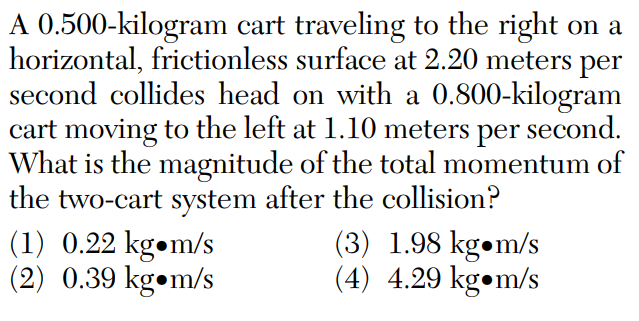 A 0.500-kilogram cart traveling to the right on a
horizontal, frictionless surface at 2.20 meters per
second collides head on with a 0.800-kilogram
cart moving to the left at 1.10 meters per second.
What is the magnitude of the total momentum of
the two-cart system after the collision?
(1) 0.22 kg•m/s (3) 1.98 kg•m/s
(2) 0.39 kg•m/s (4) 4.29 kg•m/s